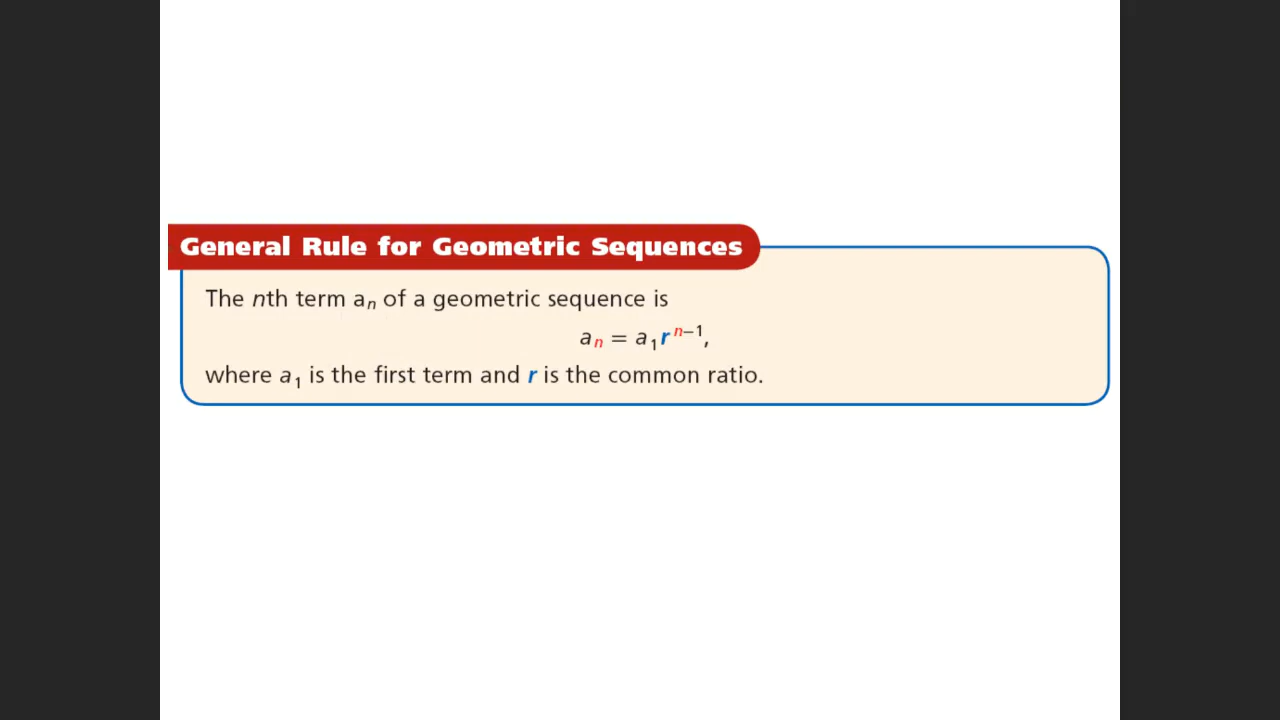 General Rule for Geometric Sequences
The nth term aₙ of a geometric sequence is
aₙ = a₁rⁿ⁻¹,
where a₁ is the first term and r is the common ratio.